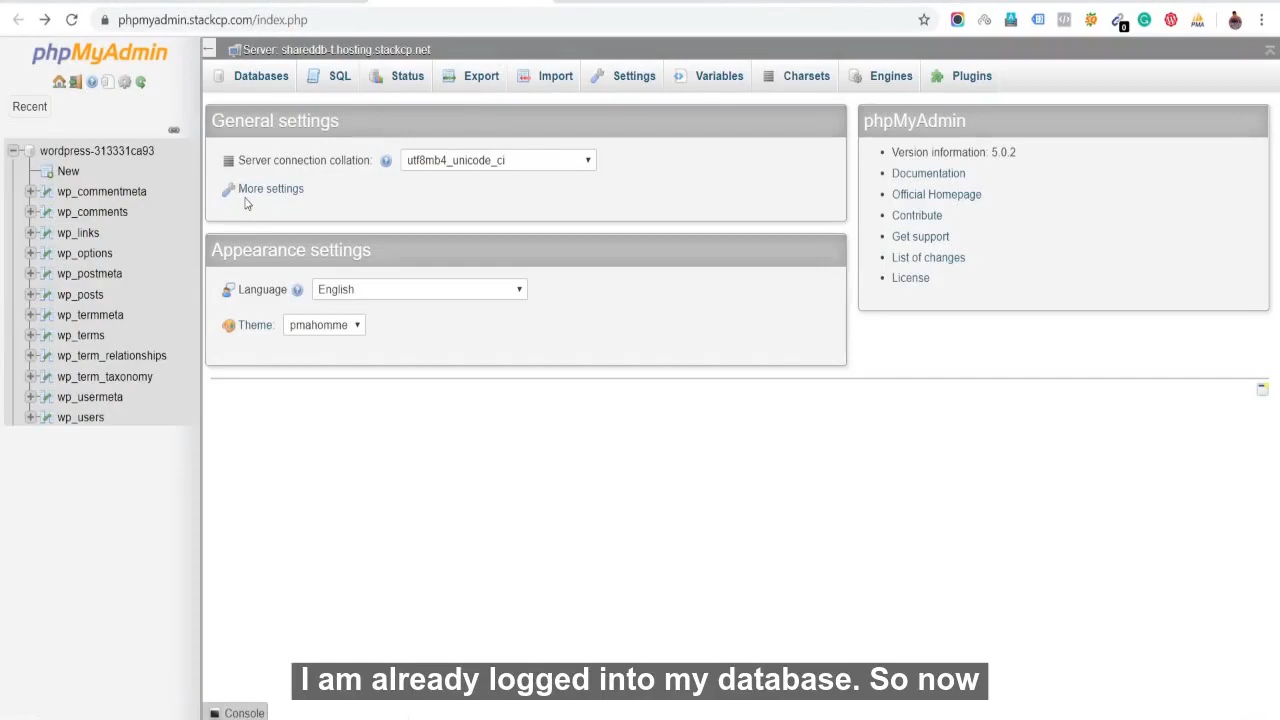 phpmyadmin.stackcp.com/index.php
0
PMA
phpMyAdmin
Recent
wordpress-313331ca93
New
wp_commentmeta
wp_comments
wp_links
wp_options
wp_postmeta
wp_posts
wp_termmeta
wp_terms
wp_term_relationships
wp_term_taxonomy
wp_usermeta
wp_users
Server: shareddb-t.hosting.stackcp.net
Databases SQL Status Export Import Settings Variables Charsets Engines Plugins
General settings
Server connection collation: utf8mb4_unicode_ci
More settings
Appearance settings
Language English
Theme: pmahomme
phpMyAdmin
Version information: 5.0.2
Documentation
Official Homepage
Contribute
Get support
List of changes
License
I am already logged into my database. So now
Console